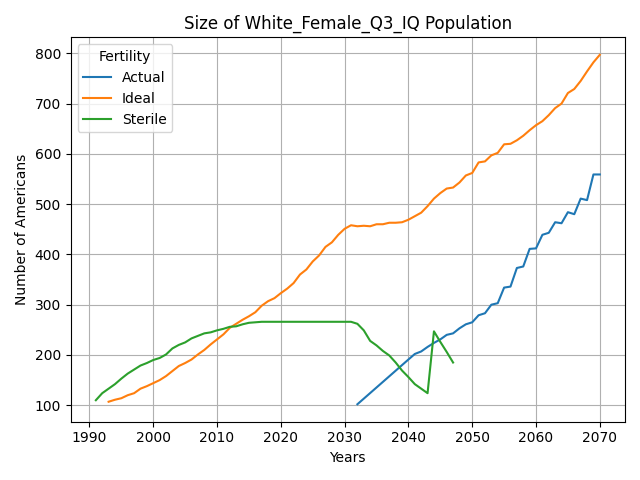 Size of White_Female_Q3_IQ Population
Fertility
Actual
Ideal
Sterile
Number of Americans
800
700
600
500
400
300
200
100
1990 2000 2010 2020 2030 2040 2050 2060 2070
Years